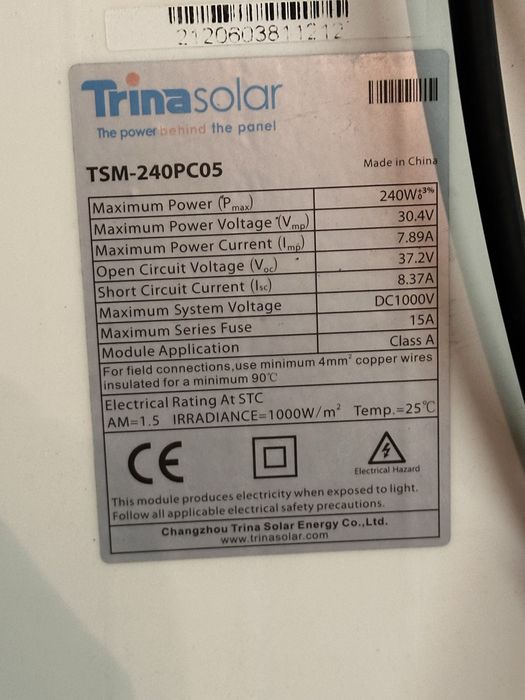 2120603811212
Trinasolar
The power behind the panel
TSM-240PC05
Made in China
Maximum Power (Pmax) 240W+3% 0
Maximum Power Voltage (Vmp) 30.4V
Maximum Power Current (Imp) 7.89A
Open Circuit Voltage (Voc) 37.2V
Short Circuit Current (Isc) 8.37A
Maximum System Voltage DC1000V
Maximum Series Fuse 15A
Module Application Class A
For field connections,use minimum 4mm² copper wires
insulated for a minimum 90℃
Electrical Rating At STC
AM=1.5 IRRADIANCE=1000W/m² Temp.=25℃
CE
Electrical Hazard
This module produces electricity when exposed to light.
Follow all applicable electrical safety precautions.
Changzhou Trina Solar Energy Co.,Ltd.
www.trinasolar.com